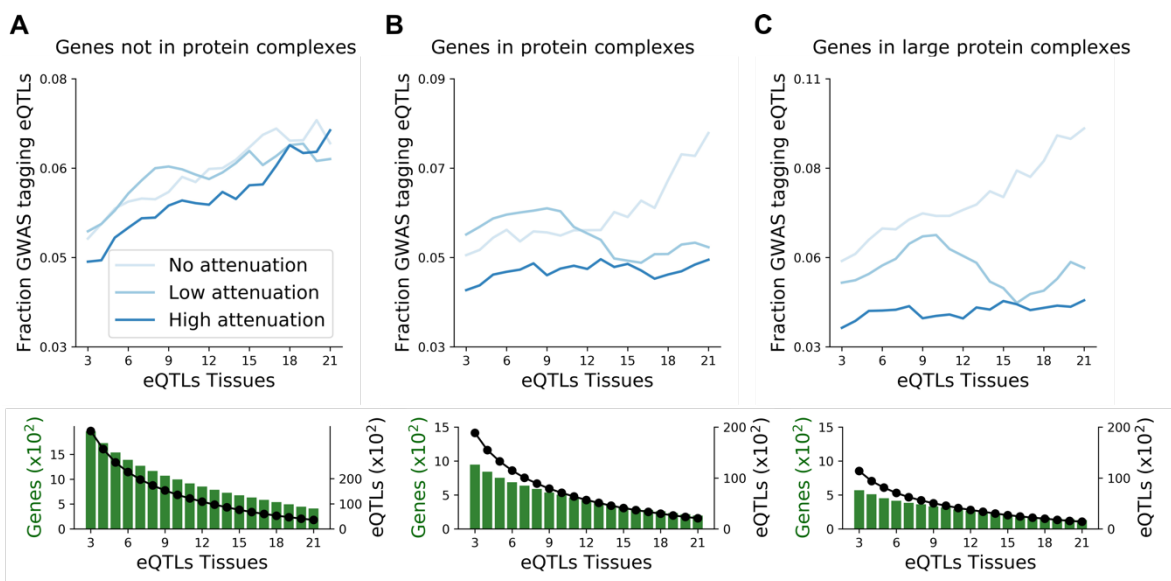 A
Genes not in protein complexes
Fraction GWAS tagging eQTLs
0.08
0.06
0.05
0.03
No attenuation
Low attenuation
High attenuation
3 6 9 12 15 18 21
eQTLs Tissues
B
Genes in protein complexes
Fraction GWAS tagging eQTLs
0.09
0.07
0.05
0.03
3 6 9 12 15 18 21
eQTLs Tissues
C
Genes in large protein complexes
Fraction GWAS tagging eQTLs
0.11
0.08
0.06
0.03
3 6 9 12 15 18 21
eQTLs Tissues
Genes (x10²)
15
10
5
0
eQTLs (x10²)
200
100
0
3 6 9 12 15 18 21
eQTLs Tissues
Genes (x10²)
15
10
5
0
eQTLs (x10²)
200
100
0
3 6 9 12 15 18 21
eQTLs Tissues
Genes (x10²)
15
10
5
0
eQTLs (x10²)
200
100
0
3 6 9 12 15 18 21
eQTLs Tissues